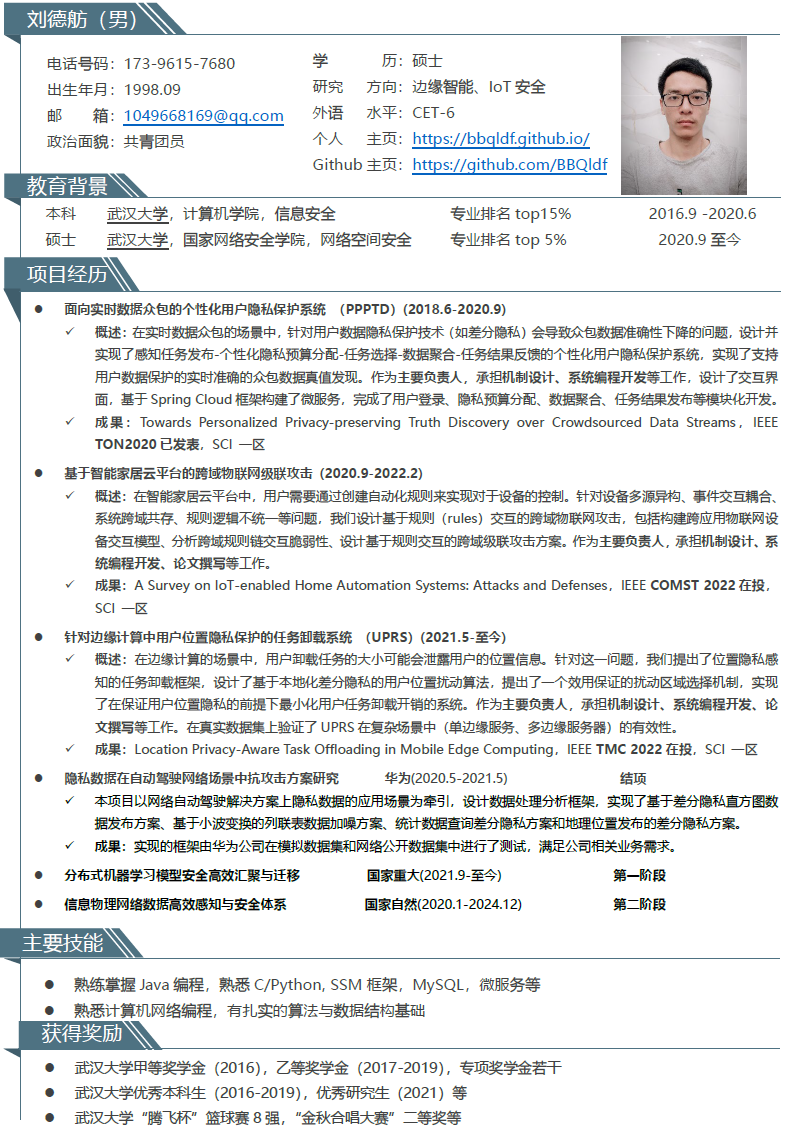 刘德舫（男）
电话号码：173-9615-7680
出生年月：1998.09
邮 箱：1049668169@qq.com
政治面貌：共青团员
学 历：硕士
研究 方向：边缘智能、IoT 安全
外语 水平：CET-6
个人 主页：https://bbqldf.github.io/
Github 主页：https://github.com/BBQldf
教育背景
本科 武汉大学，计算机学院，信息安全 专业排名 top15% 2016.9 -2020.6
硕士 武汉大学，国家网络安全学院，网络空间安全 专业排名 top 5% 2020.9 至今
项目经历
● 面向实时数据众包的个性化用户隐私保护系统 （PPPTD）(2018.6-2020.9)
✓ 概述：在实时数据众包的场景中，针对用户数据隐私保护技术（如差分隐私）会导致众包数据准确性下降的问题，设计并
实现了感知任务发布-个性化隐私预算分配-任务选择-数据聚合-任务结果反馈的个性化用户隐私保护系统，实现了支持
用户数据保护的实时准确的众包数据真值发现。作为主要负责人，承担机制设计、系统编程开发等工作，设计了交互界
面，基于 Spring Cloud 框架构建了微服务，完成了用户登录、隐私预算分配、数据聚合、任务结果发布等模块化开发。
✓ 成果：Towards Personalized Privacy-preserving Truth Discovery over Crowdsourced Data Streams，IEEE
TON2020 已发表，SCI 一区
● 基于智能家居云平台的跨域物联网级联攻击（2020.9-2022.2）
✓ 概述：在智能家居云平台中，用户需要通过创建自动化规则来实现对于设备的控制。针对设备多源异构、事件交互耦合、
系统跨域共存、规则逻辑不统一等问题，我们设计基于规则（rules）交互的跨域物联网攻击，包括构建跨应用物联网设
备交互模型、分析跨域规则链交互脆弱性、设计基于规则交互的跨域级联攻击方案。作为主要负责人，承担机制设计、系
统编程开发、论文撰写等工作。
✓ 成果：A Survey on IoT-enabled Home Automation Systems: Attacks and Defenses，IEEE COMST 2022 在投，
SCI 一区
● 针对边缘计算中用户位置隐私保护的任务卸载系统 （UPRS）(2021.5-至今)
✓ 概述：在边缘计算的场景中，用户卸载任务的大小可能会泄露用户的位置信息。针对这一问题，我们提出了位置隐私感
知的任务卸载框架，设计了基于本地化差分隐私的用户位置扰动算法，提出了一个效用保证的扰动区域选择机制，实现
了在保证用户位置隐私的前提下最小化用户任务卸载开销的系统。作为主要负责人，承担机制设计、系统编程开发、论
文撰写等工作。在真实数据集上验证了 UPRS 在复杂场景中（单边缘服务、多边缘服务器）的有效性。
✓ 成果：Location Privacy-Aware Task Offloading in Mobile Edge Computing，IEEE TMC 2022 在投，SCI 一区
● 隐私数据在自动驾驶网络场景中抗攻击方案研究 华为(2020.5-2021.5) 结项
✓ 本项目以网络自动驾驶解决方案上隐私数据的应用场景为牵引，设计数据处理分析框架，实现了基于差分隐私直方图数
据发布方案、基于小波变换的列联表数据加噪方案、统计数据查询差分隐私方案和地理位置发布的差分隐私方案。
✓ 成果：实现的框架由华为公司在模拟数据集和网络公开数据集中进行了测试，满足公司相关业务需求。
● 分布式机器学习模型安全高效汇聚与迁移 国家重大(2021.9-至今) 第一阶段
● 信息物理网络数据高效感知与安全体系 国家自然(2020.1-2024.12) 第二阶段
主要技能
● 熟练掌握 Java 编程，熟悉 C/Python, SSM 框架，MySQL，微服务等
● 熟悉计算机网络编程，有扎实的算法与数据结构基础
获得奖励
● 武汉大学甲等奖学金（2016），乙等奖学金（2017-2019），专项奖学金若干
● 武汉大学优秀本科生（2016-2019），优秀研究生（2021）等
● 武汉大学“腾飞杯”篮球赛 8 强，“金秋合唱大赛”二等奖等